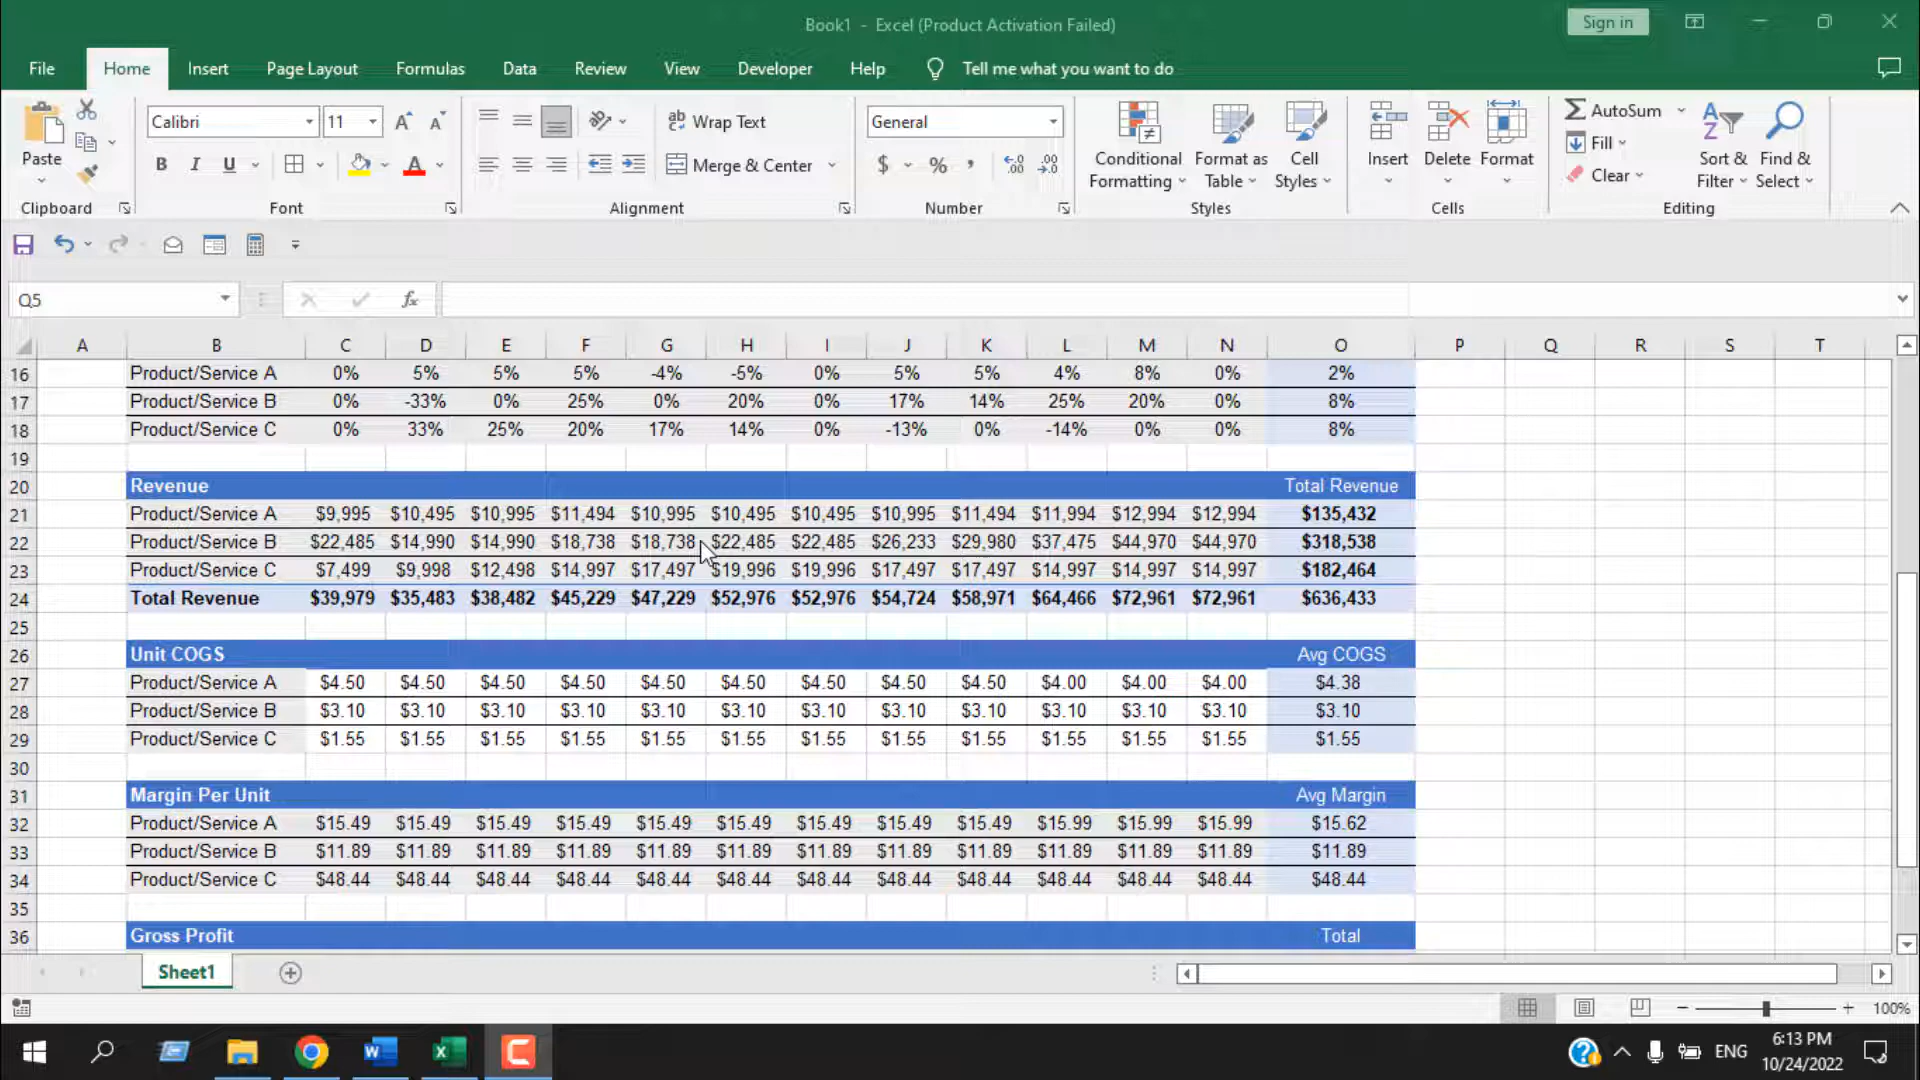 Book1 - Excel (Product Activation Failed)
Sign in
File Home Insert Page Layout Formulas Data Review View Developer Help Tell me what you want to do
Paste
Clipboard
Calibri 11
B I U A
Font
Wrap Text
Merge & Center
Alignment
General
$ % , .00
Number
Conditional Formatting
Format as Table
Cell Styles
Styles
Insert Delete Format
Cells
AutoSum
Fill
Clear
Sort & Filter
Find & Select
Editing
Q5 fx
A B C D E F G H I J K L M N O P Q R S T
16 Product/Service A 0% 5% 5% 5% -4% -5% 0% 5% 5% 4% 8% 0% 2%
17 Product/Service B 0% -33% 0% 25% 0% 20% 0% 17% 14% 25% 20% 0% 8%
18 Product/Service C 0% 33% 25% 20% 17% 14% 0% -13% 0% -14% 0% 0% 8%
19
20 Revenue Total Revenue
21 Product/Service A $9,995 $10,495 $10,995 $11,494 $10,995 $10,495 $10,495 $10,995 $11,494 $11,994 $12,994 $12,994 $135,432
22 Product/Service B $22,485 $14,990 $14,990 $18,738 $18,738 $22,485 $22,485 $26,233 $29,980 $37,475 $44,970 $44,970 $318,538
23 Product/Service C $7,499 $9,998 $12,498 $14,997 $17,497 $19,996 $19,996 $17,497 $17,497 $14,997 $14,997 $14,997 $182,464
24 Total Revenue $39,979 $35,483 $38,482 $45,229 $47,229 $52,976 $52,976 $54,724 $58,971 $64,466 $72,961 $72,961 $636,433
25
26 Unit COGS Avg COGS
27 Product/Service A $4.50 $4.50 $4.50 $4.50 $4.50 $4.50 $4.50 $4.50 $4.50 $4.00 $4.00 $4.00 $4.38
28 Product/Service B $3.10 $3.10 $3.10 $3.10 $3.10 $3.10 $3.10 $3.10 $3.10 $3.10 $3.10 $3.10 $3.10
29 Product/Service C $1.55 $1.55 $1.55 $1.55 $1.55 $1.55 $1.55 $1.55 $1.55 $1.55 $1.55 $1.55 $1.55
30
31 Margin Per Unit Avg Margin
32 Product/Service A $15.49 $15.49 $15.49 $15.49 $15.49 $15.49 $15.49 $15.49 $15.49 $15.99 $15.99 $15.99 $15.62
33 Product/Service B $11.89 $11.89 $11.89 $11.89 $11.89 $11.89 $11.89 $11.89 $11.89 $11.89 $11.89 $11.89 $11.89
34 Product/Service C $48.44 $48.44 $48.44 $48.44 $48.44 $48.44 $48.44 $48.44 $48.44 $48.44 $48.44 $48.44 $48.44
35
36 Gross Profit Total
Sheet1
100%
ENG
6:13 PM
10/24/2022